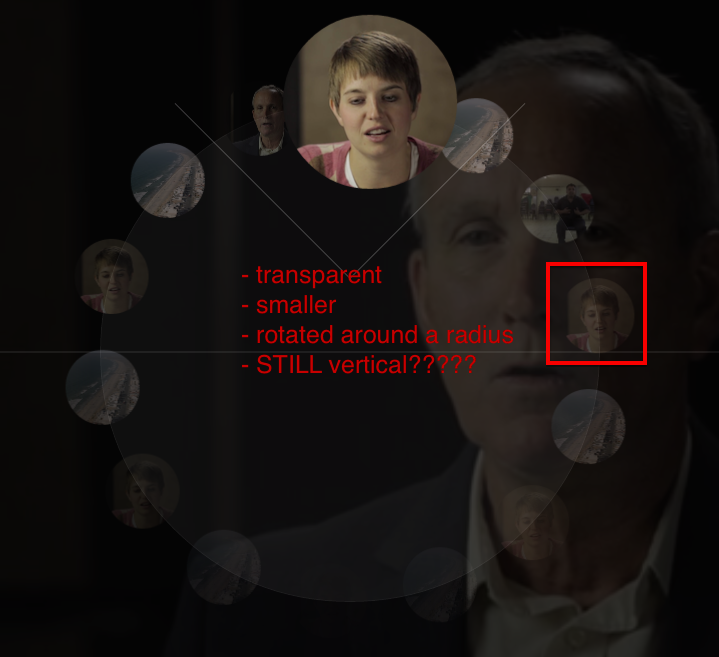 - transparent
- smaller
- rotated around a radius
- STILL vertical?????